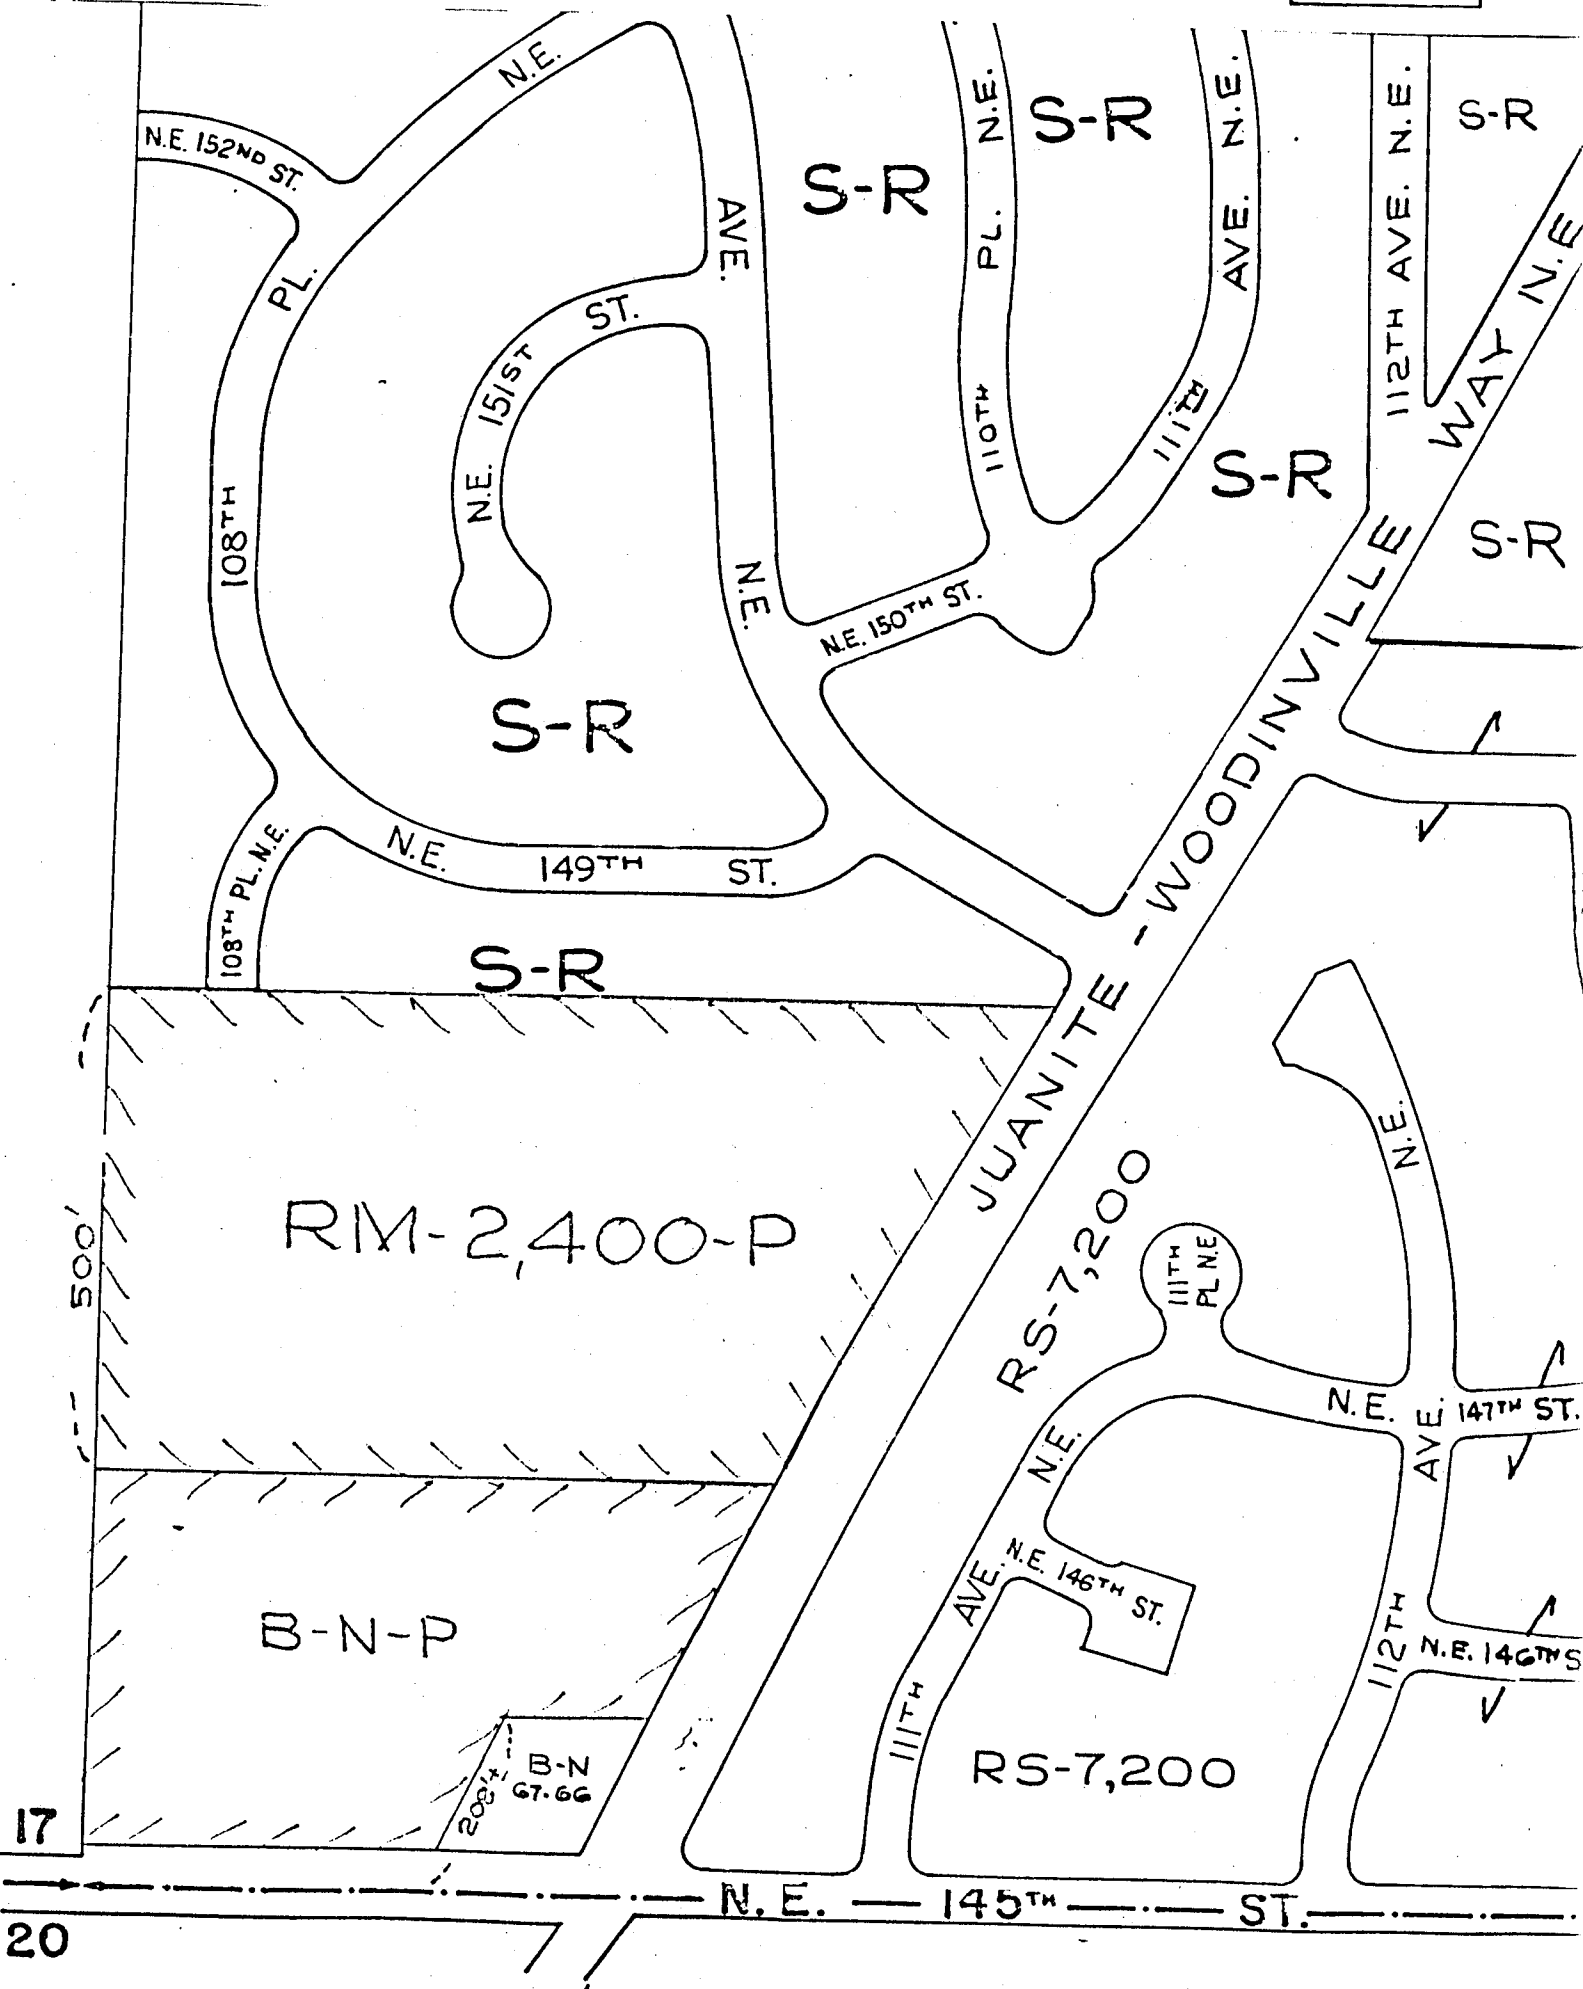 N.E.
N.E. 152ND ST.
PL.
108TH
AVE.
N.E.
S-R
PL. N.E.
110TH
S-R
AVE. N.E.
111TH
112TH AVE. N.E.
S-R
N.E. 151ST ST.
S-R
S-R
N.E. 150TH ST.
S-R
JUANITE - WOODINVILLE WAY N.E
N.E. 149TH ST.
108TH PL. N.E.
S-R
RM-2,400-P
500'
RS-7,200
111TH
PL N.E
N.E.
N.E.
147TH ST.
AVE.
112TH
N.E.
AVE.
111TH
N.E. 146TH ST.
N.E. 146TH S
B-N-P
B-N
67.66
208'±
RS-7,200
17
20
N.E. 145TH ST.